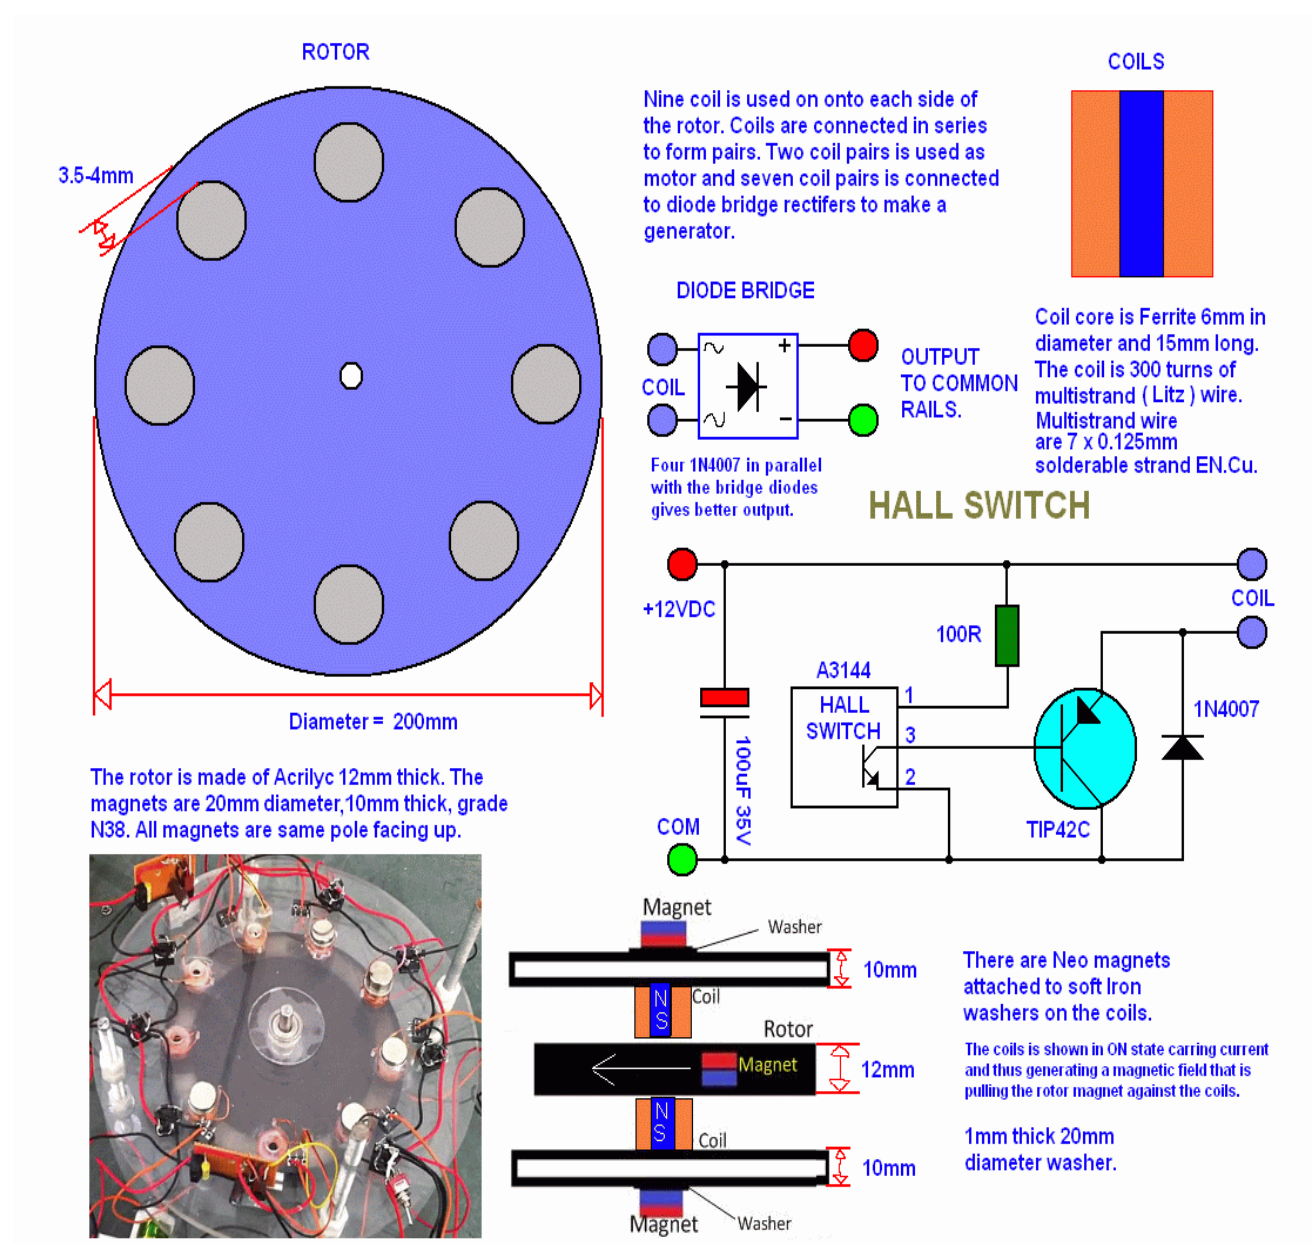 ROTOR
3.5-4mm
Diameter = 200mm
The rotor is made of Acrilyc 12mm thick. The
magnets are 20mm diameter,10mm thick, grade
N38. All magnets are same pole facing up.
Nine coil is used on onto each side of
the rotor. Coils are connected in series
to form pairs. Two coil pairs is used as
motor and seven coil pairs is connected
to diode bridge rectifers to make a
generator.
COILS
Coil core is Ferrite 6mm in
diameter and 15mm long.
The coil is 300 turns of
multistrand ( Litz ) wire.
Multistrand wire
are 7 x 0.125mm
solderable strand EN.Cu.
DIODE BRIDGE
COIL
+
−
OUTPUT
TO COMMON
RAILS.
Four 1N4007 in parallel
with the bridge diodes
gives better output.
HALL SWITCH
+12VDC
COIL
100R
A3144
HALL
SWITCH
1
3
2
1N4007
100uF 35V
TIP42C
COM
Magnet
Washer
10mm
N
S
Coil
Rotor
Magnet
12mm
N
S
Coil
10mm
Magnet
Washer
There are Neo magnets
attached to soft Iron
washers on the coils.
The coils is shown in ON state carring current
and thus generating a magnetic field that is
pulling the rotor magnet against the coils.
1mm thick 20mm
diameter washer.